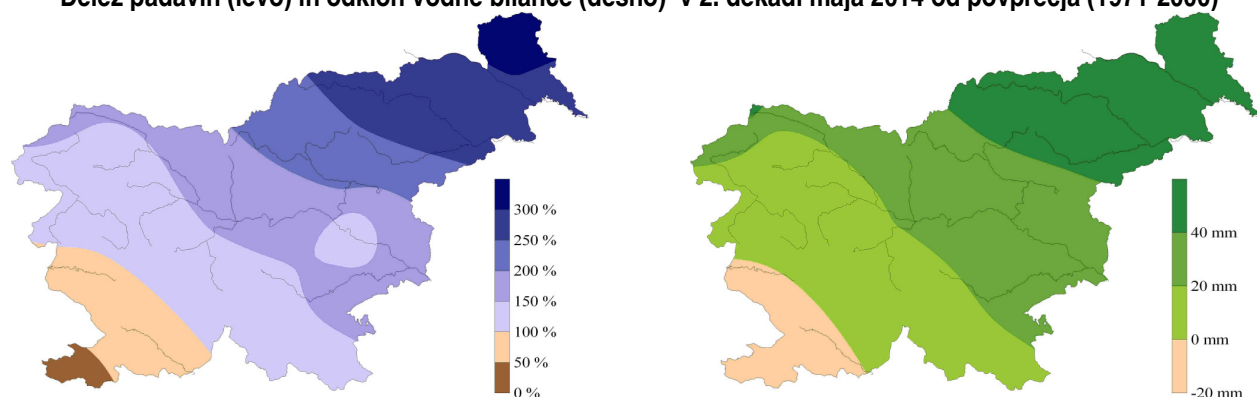 Delež padavin (levo) in odklon vodne bilance (desno) v 2. dekadi maja 2014 od povprečja (1971-2000)
300 %
250 %
200 %
150 %
100 %
50 %
0 %
40 mm
20 mm
0 mm
-20 mm